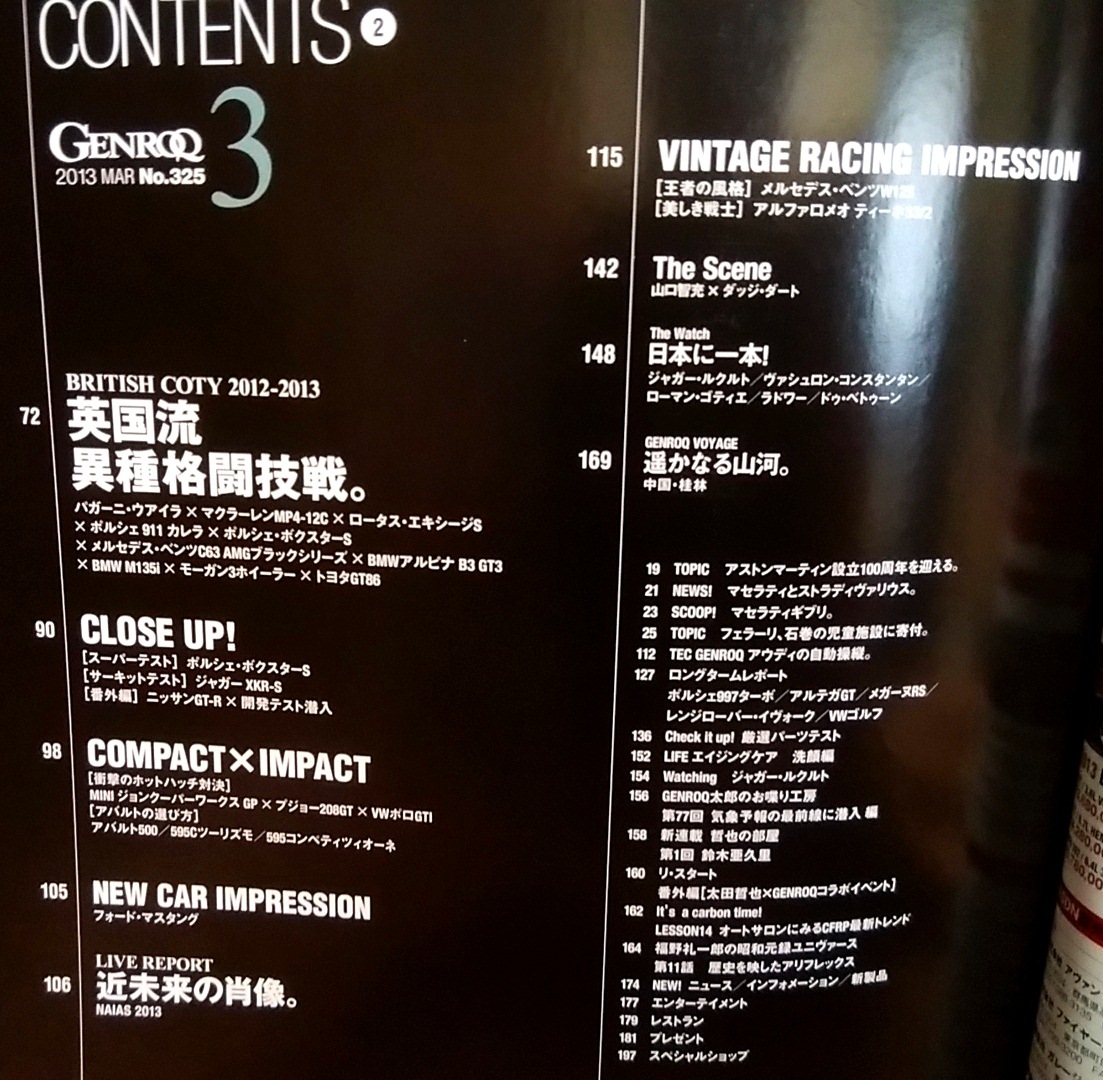 CONTENTS 2
GENROQ 3
2013 MAR No.325
BRITISH COTY 2012-2013
72
英国流
異種格闘技戦。
パガーニ・ウアイラ × マクラーレンMP4-12C × ロータス・エキシージS
× ポルシェ 911 カレラ × ポルシェ・ボクスターS
× メルセデス・ベンツC63 AMGブラックシリーズ × BMWアルピナ B3 GT3
× BMW M135i × モーガン3ホイーラー × トヨタGT86
90 CLOSE UP!
[スーパーテスト] ポルシェ・ボクスターS
[サーキットテスト] ジャガー XKR-S
[番外編] ニッサンGT-R × 開発テスト潜入
98 COMPACT×IMPACT
[衝撃のホットハッチ対決]
MINI ジョンクーパーワークス GP × プジョー208GT × VWポロGTI
[アバルトの選び方]
アバルト500／595Cツーリズモ／595コンペティツィオーネ
105 NEW CAR IMPRESSION
フォード・マスタング
LIVE REPORT
106 近未来の肖像。
NAIAS 2013
115 VINTAGE RACING IMPRESSION
[王者の風格] メルセデス・ベンツ
[美しき戦士] アルファロメオ ティーポ
142 The Scene
山口智充 × ダッジ・ダート
The Watch
148 日本に一本!
ジャガー・ルクルト／ヴァシュロン・コンスタンタン／
ローマン・ゴティエ／ラドワー／ドゥ・ベトゥーン
GENROQ VOYAGE
169 遥かなる山河。
中国・桂林
19 TOPIC アストンマーティン設立100周年を迎える。
21 NEWS! マセラティとストラディヴァリウス。
23 SCOOP! マセラティギブリ。
25 TOPIC フェラーリ、石巻の児童施設に寄付。
112 TEC GENROQ アウディの自動操縦。
127 ロングタームレポート
ポルシェ997ターボ／アルテガGT／メガーヌRS／
レンジローバー・イヴォーク／VWゴルフ
136 Check it up! 厳選パーツテスト
152 LIFE エイジングケア 洗顔編
154 Watching ジャガー・ルクルト
156 GENROQ太郎のお喋り工房
第77回 気象予報の最前線に潜入 編
158 新連載 哲也の部屋
第1回 鈴木亜久里
160 リ・スタート
番外編[太田哲也×GENROQコラボイベント]
162 It's a carbon time!
LESSON14 オートサロンにみるCFRP最新トレンド
164 福野礼一郎の昭和元禄ユニヴァース
第11話 歴史を映したアリフレックス
174 NEW! ニュース／インフォメーション／新製品
177 エンターテイメント
179 レストラン
181 プレゼント
197 スペシャルショップ